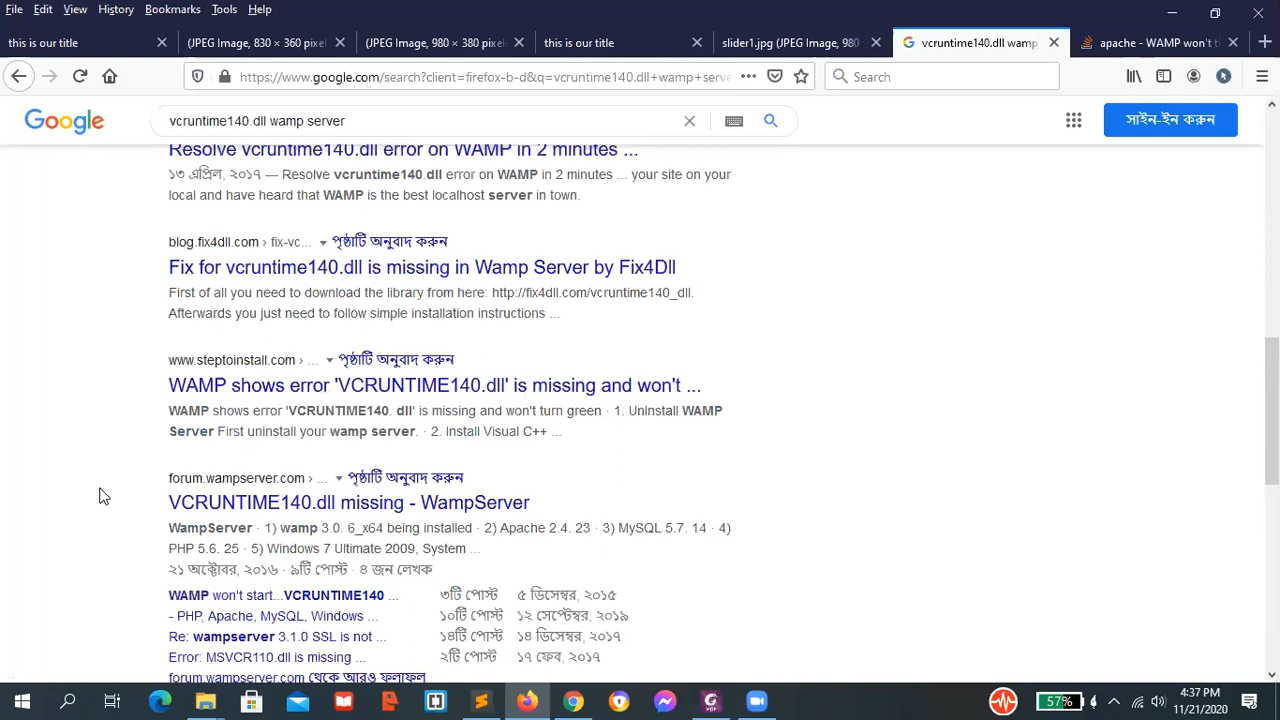 File Edit View History Bookmarks Tools Help
this is our title
(JPEG Image, 830 × 360 pixel
(JPEG Image, 980 × 380 pixel
this is our title
slider1.jpg (JPEG Image, 980
vcruntime140.dll wamp
apache - WAMP won't t
https://www.google.com/search?client=firefox-b-d&q=vcruntime140.dll+wamp+serve
Search
Google
vcruntime140.dll wamp server
সাইন-ইন করুন
Resolve vcruntime140.dll error on WAMP in 2 minutes ...
১৩ এপ্রিল, ২০১৭ — Resolve vcruntime140.dll error on WAMP in 2 minutes ... your site on your
local and have heard that WAMP is the best localhost server in town.
blog.fix4dll.com › fix-vc... পৃষ্ঠাটি অনুবাদ করুন
Fix for vcruntime140.dll is missing in Wamp Server by Fix4Dll
First of all you need to download the library from here: http://fix4dll.com/vcruntime140_dll.
Afterwards you just need to follow simple installation instructions ...
www.steptoinstall.com › ... পৃষ্ঠাটি অনুবাদ করুন
WAMP shows error 'VCRUNTIME140.dll' is missing and won't ...
WAMP shows error 'VCRUNTIME140. dll' is missing and won't turn green · 1. UnInstall WAMP
Server First uninstall your wamp server. · 2. Install Visual C++ ...
forum.wampserver.com › ... পৃষ্ঠাটি অনুবাদ করুন
VCRUNTIME140.dll missing - WampServer
WampServer · 1) wamp 3.0. 6_x64 being installed · 2) Apache 2.4. 23 · 3) MySQL 5.7. 14 · 4)
PHP 5.6. 25 · 5) Windows 7 Ultimate 2009, System ...
২১ অক্টোবর, ২০১৬ · ৯টি পোস্ট · ৪ জন লেখক
WAMP won't start...VCRUNTIME140 ... ৩টি পোস্ট ৫ ডিসেম্বর, ২০১৫
- PHP, Apache, MySQL, Windows ... ১০টি পোস্ট ১২ সেপ্টেম্বর, ২০১৯
Re: wampserver 3.1.0 SSL is not ... ১৪টি পোস্ট ১৪ ডিসেম্বর, ২০১৭
Error: MSVCR110.dll is missing ... ২টি পোস্ট ১৭ ফেব, ২০১৭
forum.wampserver.com থেকে আরও ফলাফল
57%
4:37 PM
11/21/2020